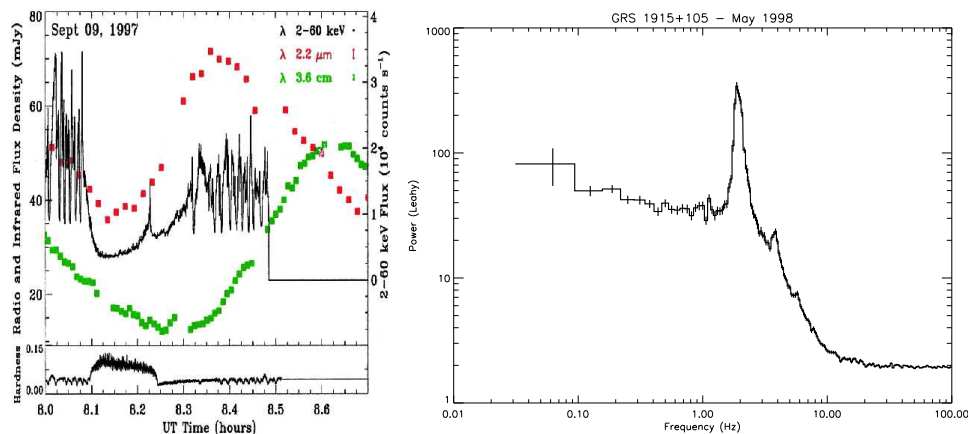 Sept 09, 1997
λ 2-60 keV
λ 2.2 μm
λ 3.6 cm
Radio and Infrared Flux Density (mJy)
80
60
40
20
4
3
2
1
0
2-60 keV Flux (10⁴ counts s⁻¹)
Hardness
0.15
0.00
8.0 8.1 8.2 8.3 8.4 8.5 8.6
UT Time (hours)
GRS 1915+105 – May 1998
Power (Leahy)
1000
100
10
1
0.01 0.10 1.00 10.00 100.00
Frequency (Hz)